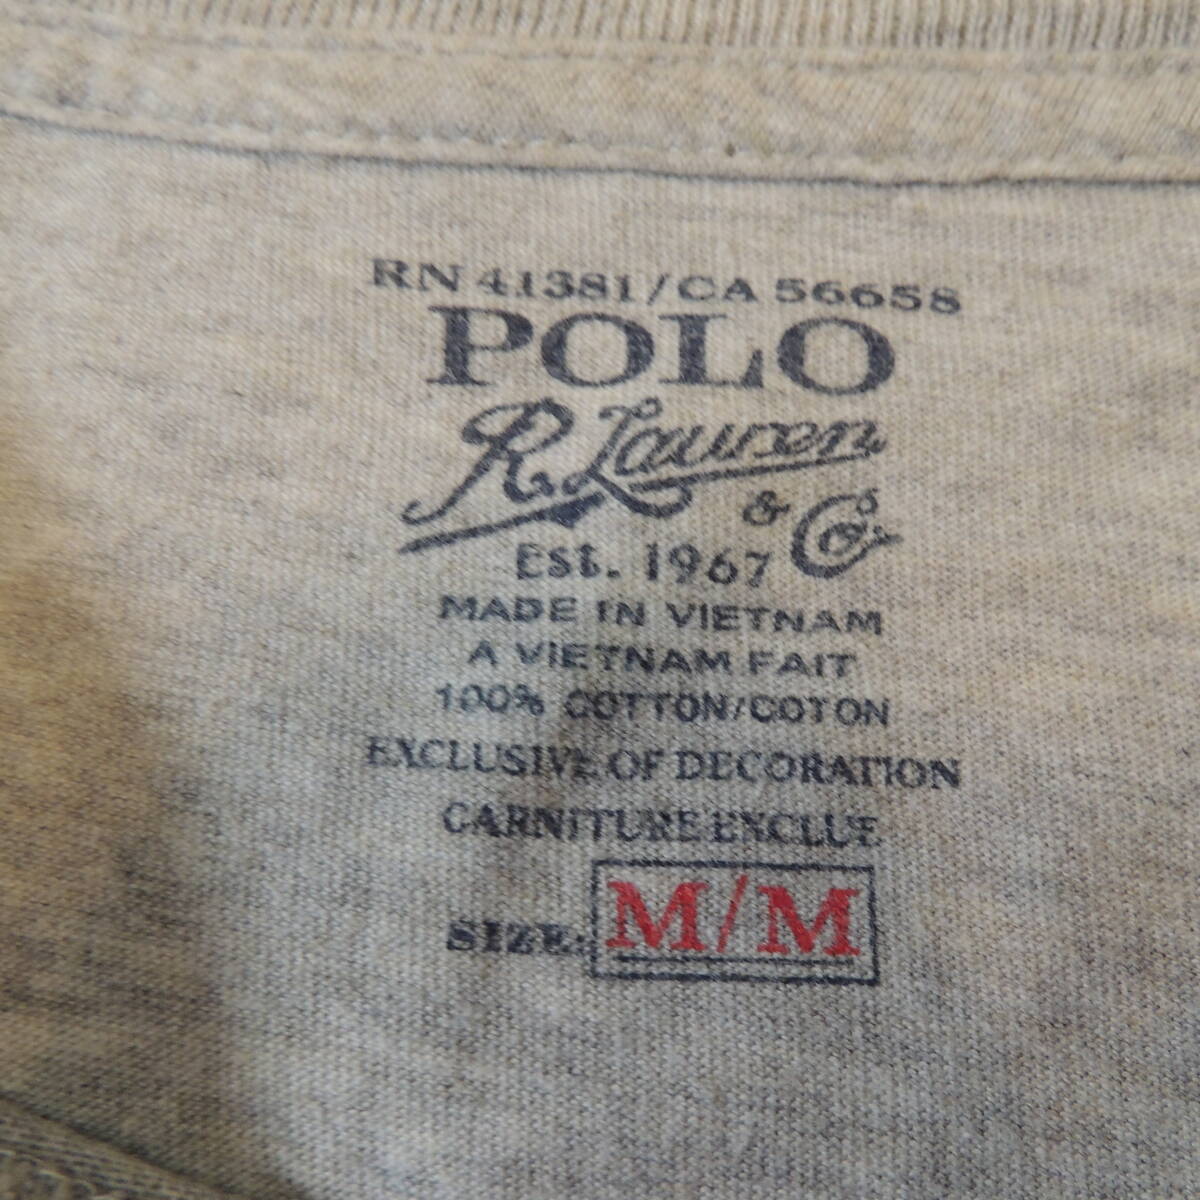 RN 41381/CA 56658
POLO
R. Lauren
& Co.
Est. 1967
MADE IN VIETNAM
A VIETNAM FAIT
100% COTTON/COTON
EXCLUSIVE OF DECORATION
GARNITURE EXCLUE
SIZE: M/M